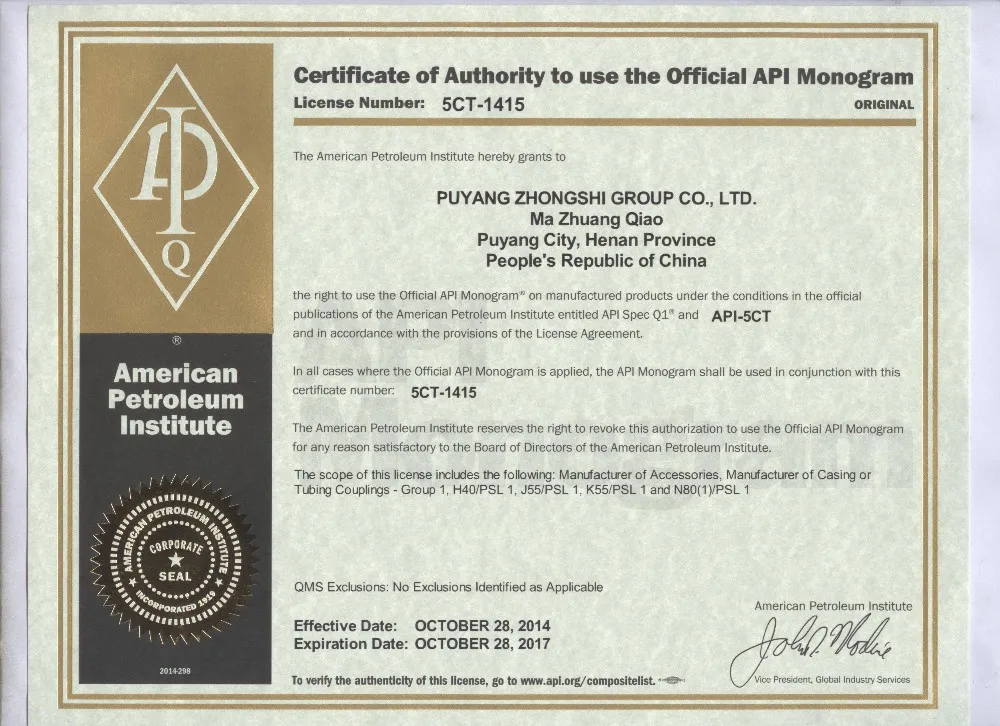 Certificate of Authority to use the Official API Monogram
License Number: 5CT-1415
ORIGINAL
The American Petroleum Institute hereby grants to
PUYANG ZHONGSHI GROUP CO., LTD.
Ma Zhuang Qiao
Puyang City, Henan Province
People's Republic of China
the right to use the Official API Monogram® on manufactured products under the conditions in the official
publications of the American Petroleum Institute entitled API Spec Q1® and API-5CT
and in accordance with the provisions of the License Agreement.
In all cases where the Official API Monogram is applied, the API Monogram shall be used in conjunction with this
certificate number: 5CT-1415
The American Petroleum Institute reserves the right to revoke this authorization to use the Official API Monogram
for any reason satisfactory to the Board of Directors of the American Petroleum Institute.
The scope of this license includes the following: Manufacturer of Accessories, Manufacturer of Casing or
Tubing Couplings - Group 1, H40/PSL 1, J55/PSL 1, K55/PSL 1 and N80(1)/PSL 1
QMS Exclusions: No Exclusions Identified as Applicable
Effective Date: OCTOBER 28, 2014
Expiration Date: OCTOBER 28, 2017
To verify the authenticity of this license, go to www.api.org/compositelist.
American Petroleum Institute
Vice President, Global Industry Services
API
Q
®
American
Petroleum
Institute
AMERICAN PETROLEUM INSTITUTE
CORPORATE
SEAL
INCORPORATED 1919
2014-298